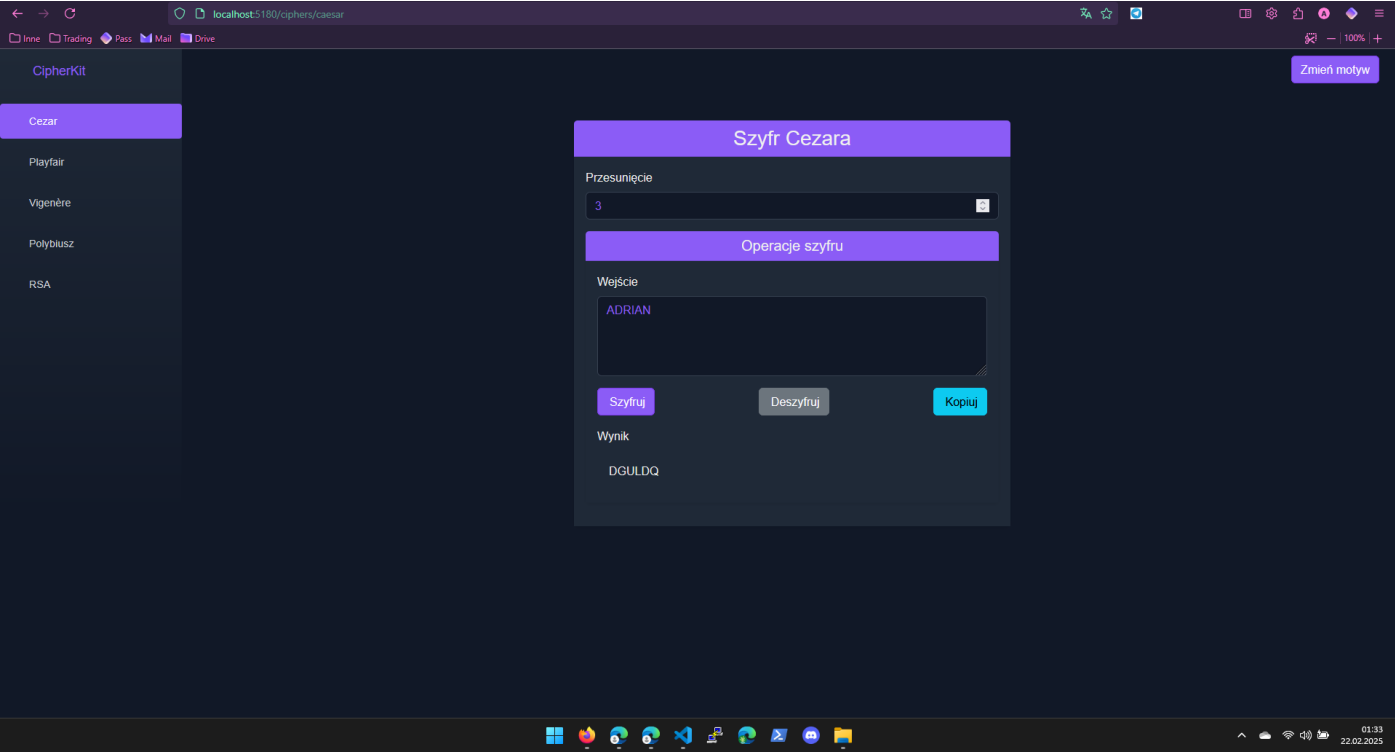 localhost:5180/ciphers/caesar
Inne Trading Pass Mail Drive 100%
CipherKit
Zmień motyw
Cezar
Playfair
Vigenère
Polybiusz
RSA
Szyfr Cezara
Przesunięcie
3
Operacje szyfru
Wejście
ADRIAN
Szyfruj Deszyfruj Kopiuj
Wynik
DGULDQ
01:33
22.02.2025